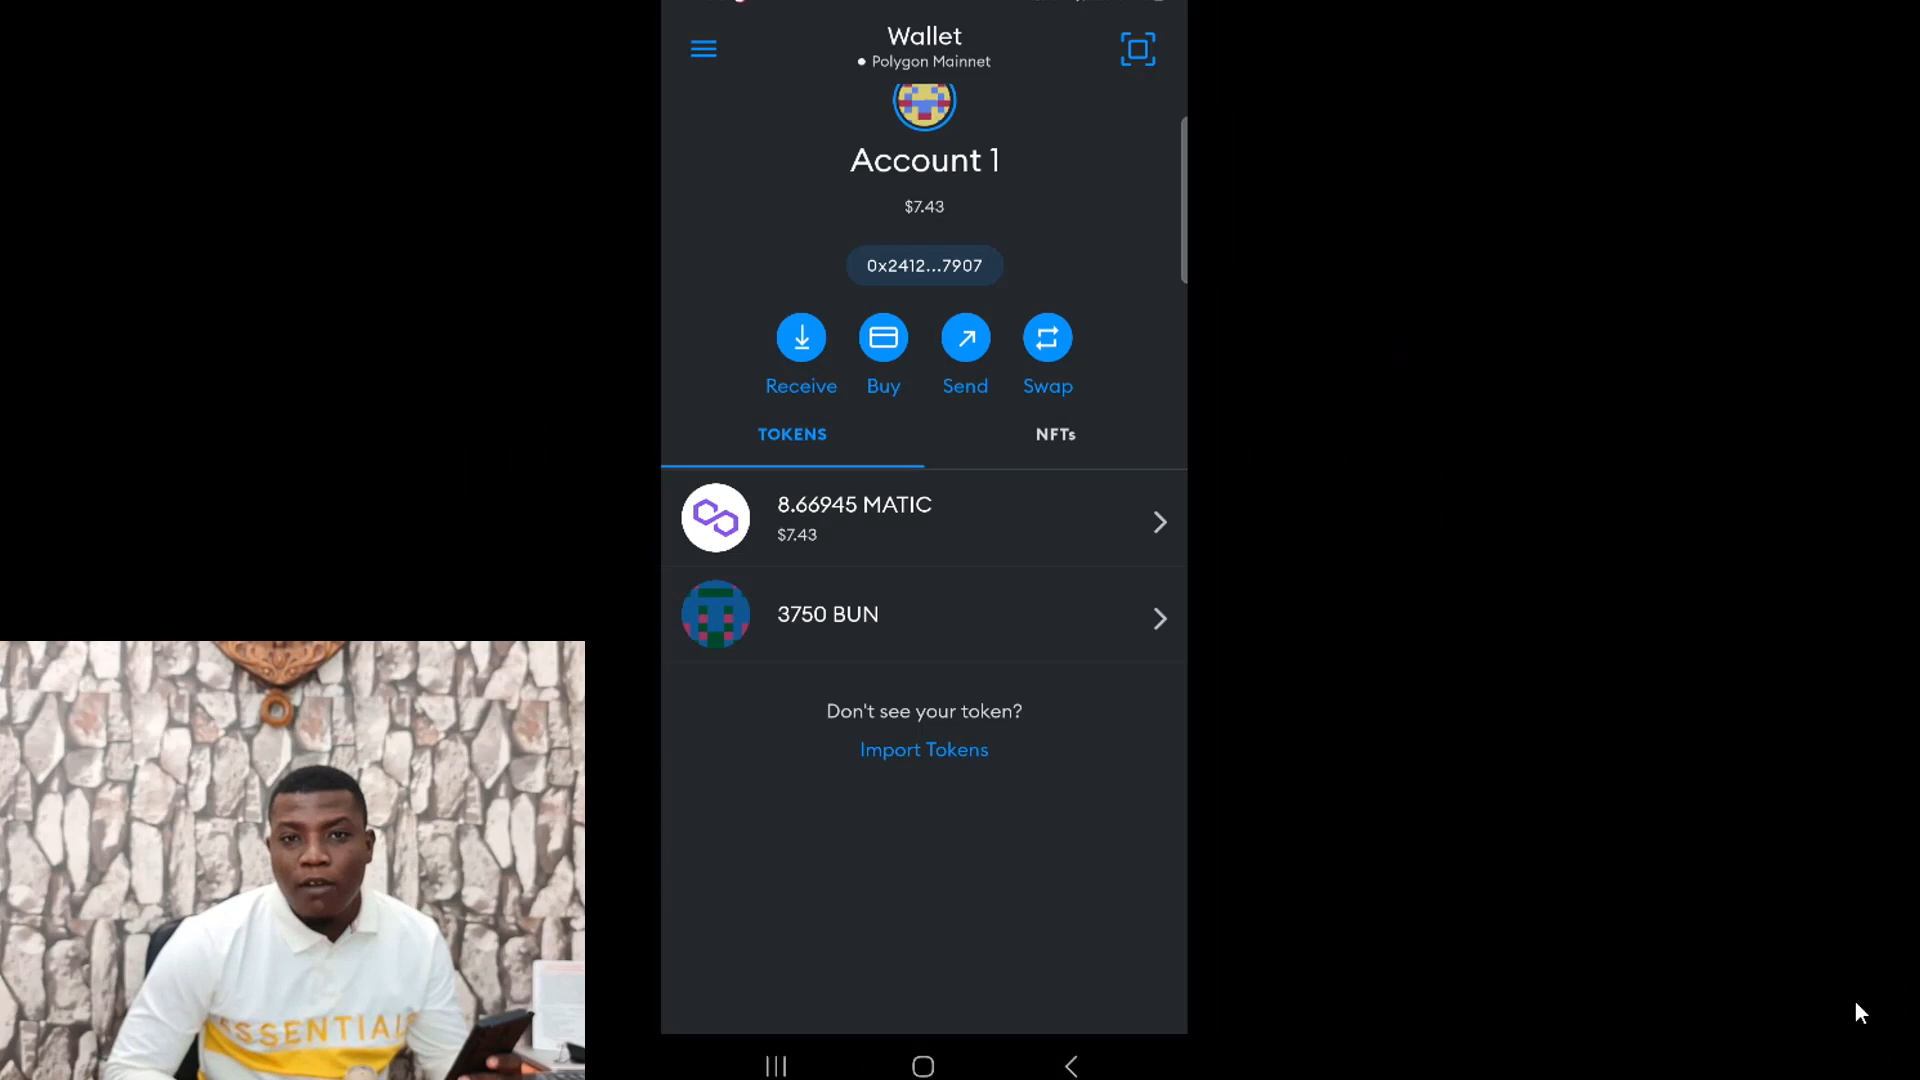 Wallet
Polygon Mainnet
Account 1
$7.43
0x2412...7907
Receive Buy Send Swap
TOKENS NFTs
8.66945 MATIC
$7.43
3750 BUN
Don't see your token?
Import Tokens
ESSENTIALS